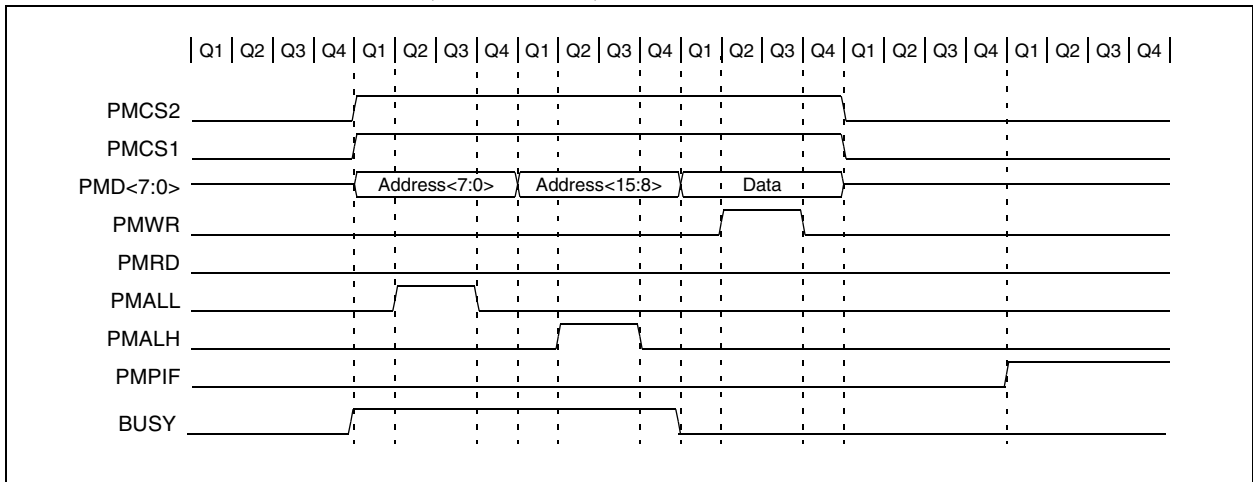 Q1 Q2 Q3 Q4 Q1 Q2 Q3 Q4 Q1 Q2 Q3 Q4 Q1 Q2 Q3 Q4 Q1 Q2 Q3 Q4 Q1 Q2 Q3 Q4
PMCS2
PMCS1
PMD<7:0> Address<7:0> Address<15:8> Data
PMWR
PMRD
PMALL
PMALH
PMPIF
BUSY